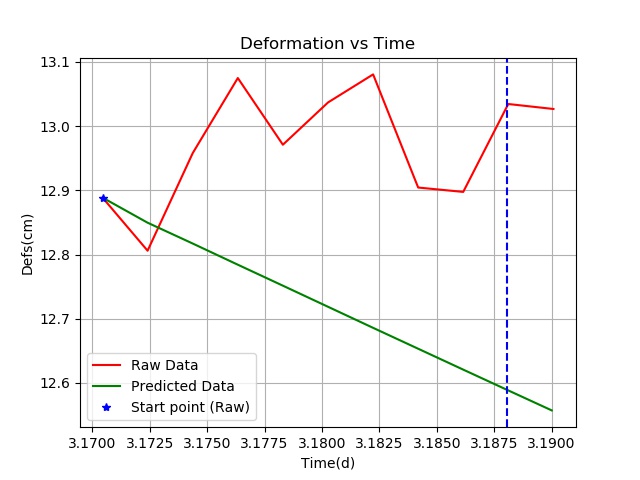 Deformation vs Time
Defs(cm)
13.1
13.0
12.9
12.8
12.7
12.6
Raw Data
Predicted Data
Start point (Raw)
3.1700 3.1725 3.1750 3.1775 3.1800 3.1825 3.1850 3.1875 3.1900
Time(d)